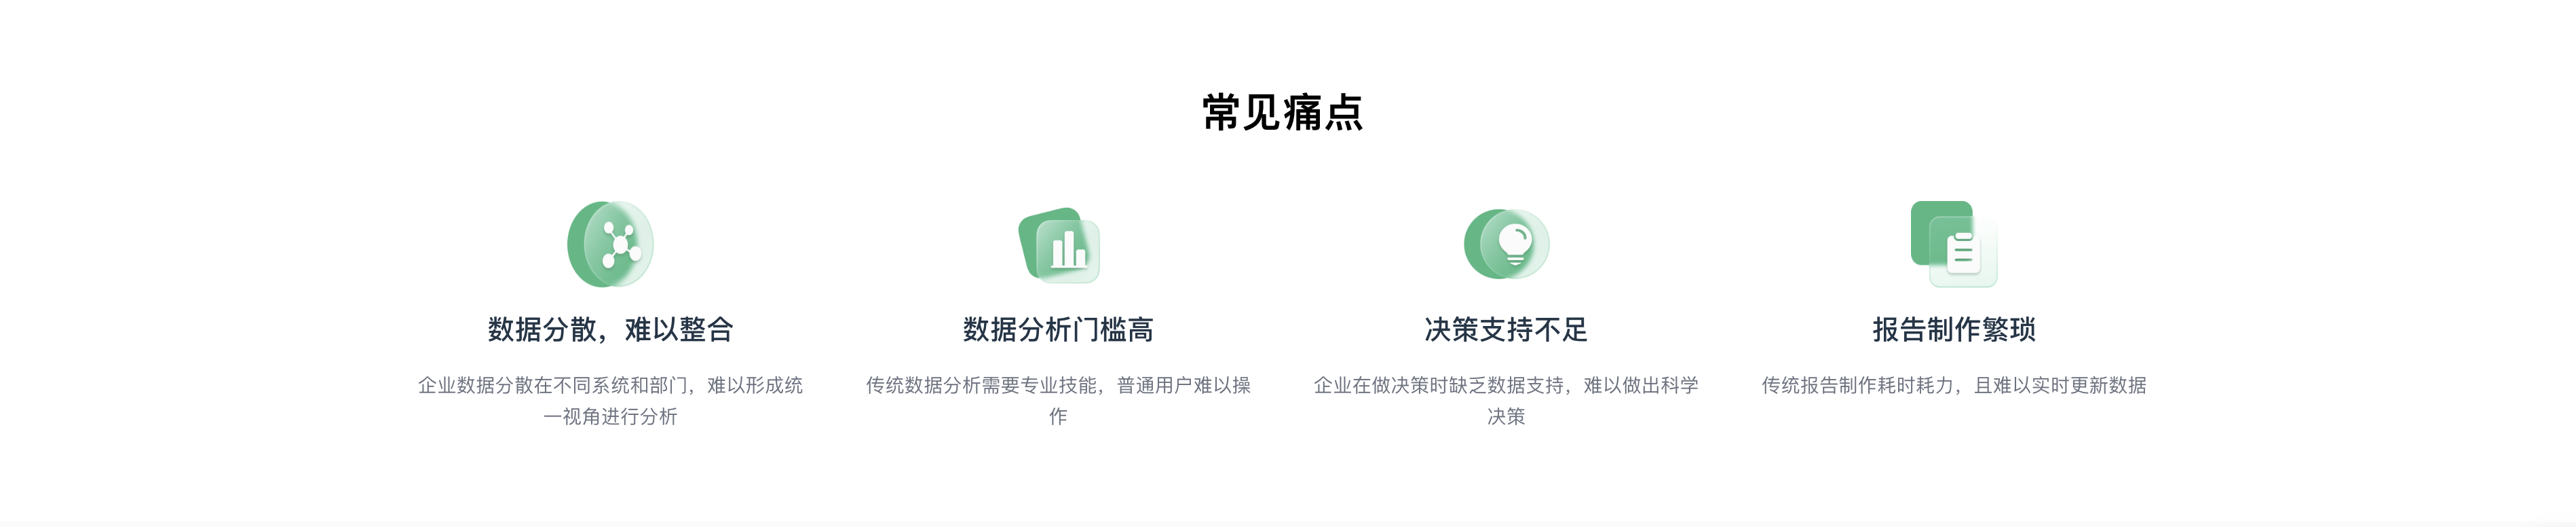 常见痛点
数据分散，难以整合
企业数据分散在不同系统和部门，难以形成统
一视角进行分析
数据分析门槛高
传统数据分析需要专业技能，普通用户难以操
作
决策支持不足
企业在做决策时缺乏数据支持，难以做出科学
决策
报告制作繁琐
传统报告制作耗时耗力，且难以实时更新数据